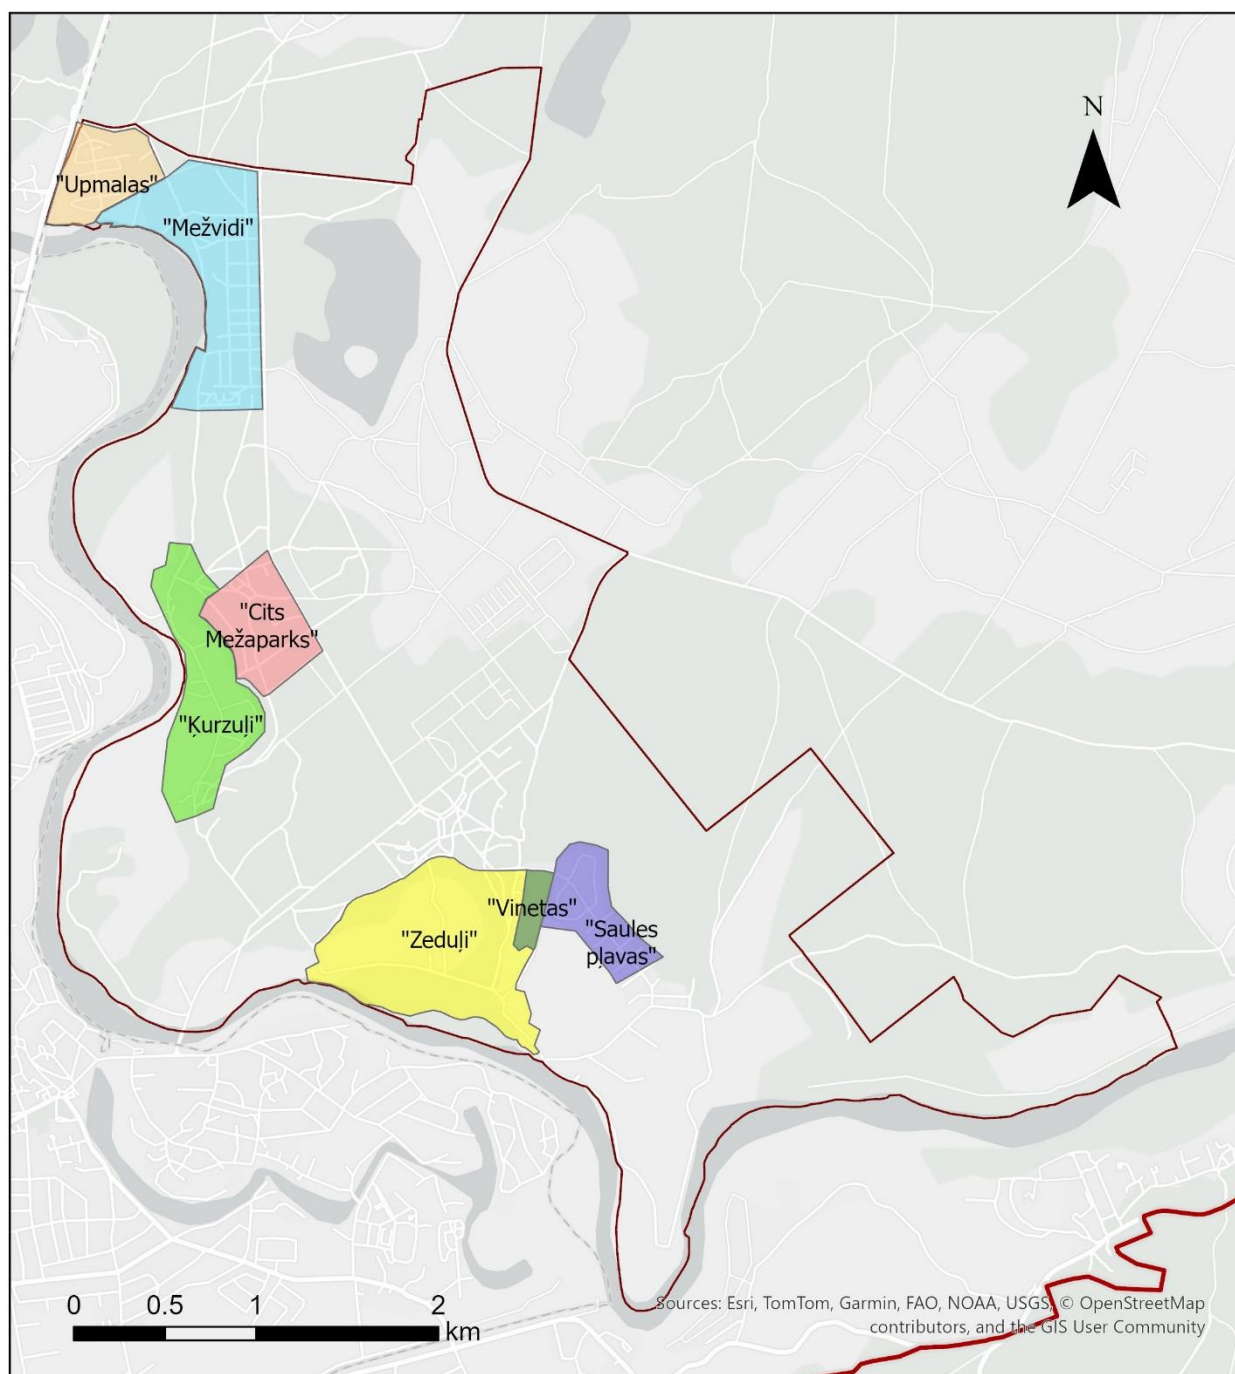 N
"Upmalas"
"Mežvidi"
"Cits
Mežaparks"
"Ķurzuļi"
"Vinetas"
"Zeduļi"
"Saules
pļavas"
0 0.5 1 2
km
Sources: Esri, TomTom, Garmin, FAO, NOAA, USGS, © OpenStreetMap
contributors, and the GIS User Community